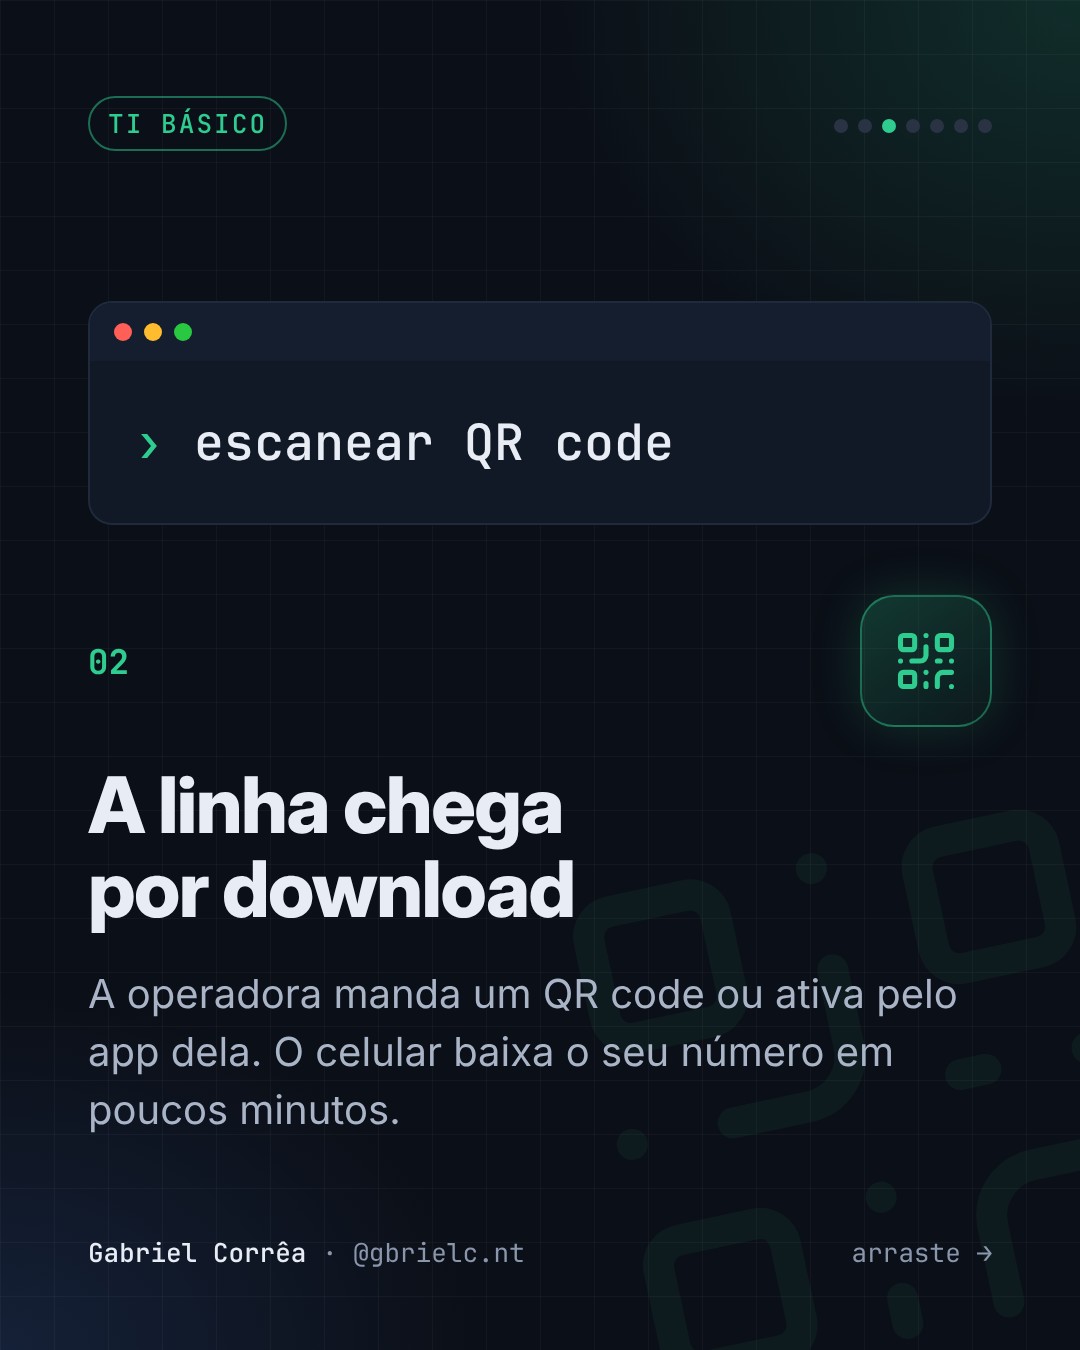 TI BÁSICO
› escanear QR code
02
A linha chega
por download
A operadora manda um QR code ou ativa pelo
app dela. O celular baixa o seu número em
poucos minutos.
Gabriel Corrêa · @gbrielc.nt
arraste →